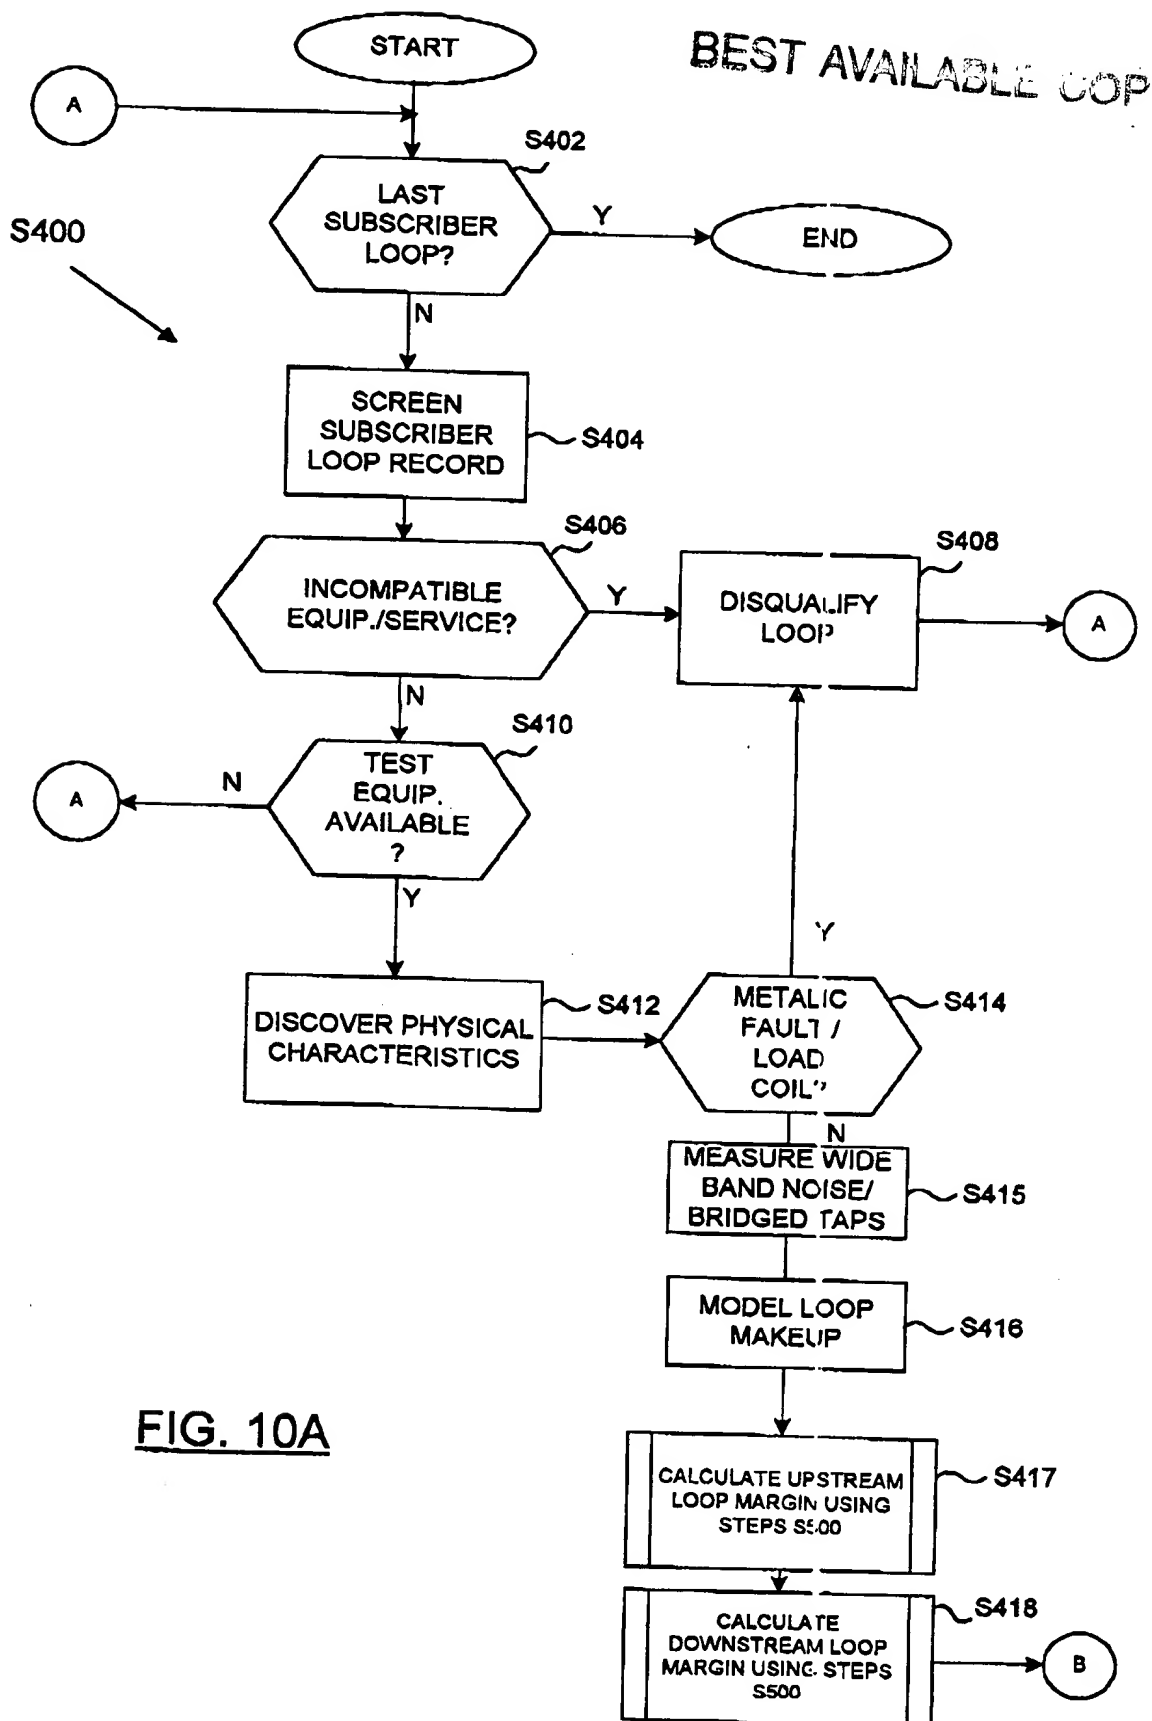 START
BEST AVAILABLE COP
A
S402
LAST
SUBSCRIBER
LOOP?
Y
END
S400
N
SCREEN
SUBSCRIBER
LOOP RECORD
S404
S406
INCOMPATIBLE
EQUIP./SERVICE?
Y
S408
DISQUALIFY
LOOP
A
N
S410
TEST
EQUIP.
AVAILABLE
?
N
A
Y
Y
DISCOVER PHYSICAL
CHARACTERISTICS
S412
METALIC
FAULT /
LOAD
COIL?
S414
N
MEASURE WIDE
BAND NOISE/
BRIDGED TAPS
S415
MODEL LOOP
MAKEUP
S416
FIG. 10A
CALCULATE UPSTREAM
LOOP MARGIN USING
STEPS S500
S417
CALCULATE
DOWNSTREAM LOOP
MARGIN USING STEPS
S500
S418
B